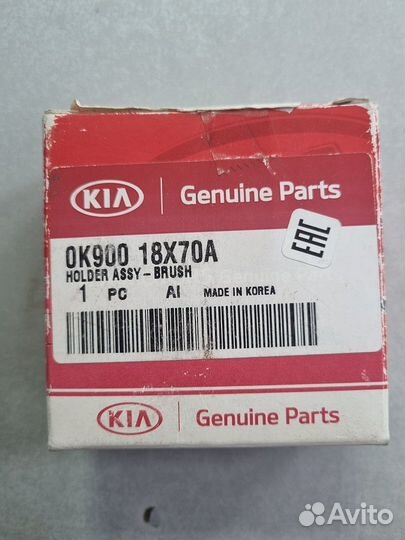 KIA Genuine Parts
0K900 18X70A
HOLDER ASSY-BRUSH
1 PC AI MADE IN KOREA
EAC
KIA Genuine Parts
Avito